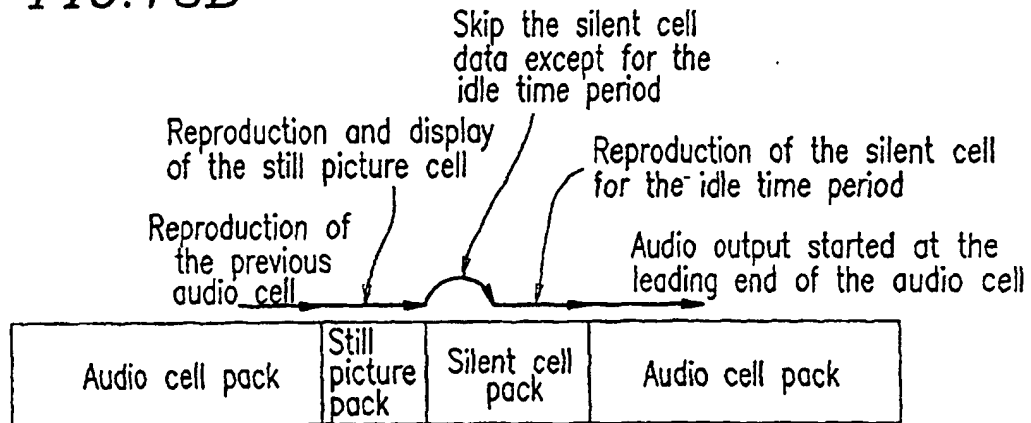 Skip the silent cell
data except for the
idle time period
Reproduction and display
of the still picture cell
Reproduction of the silent cell
for the idle time period
Reproduction of
the previous
audio cell
Audio output started at the
leading end of the audio cell
Audio cell pack
Still
picture
pack
Silent cell
pack
Audio cell pack